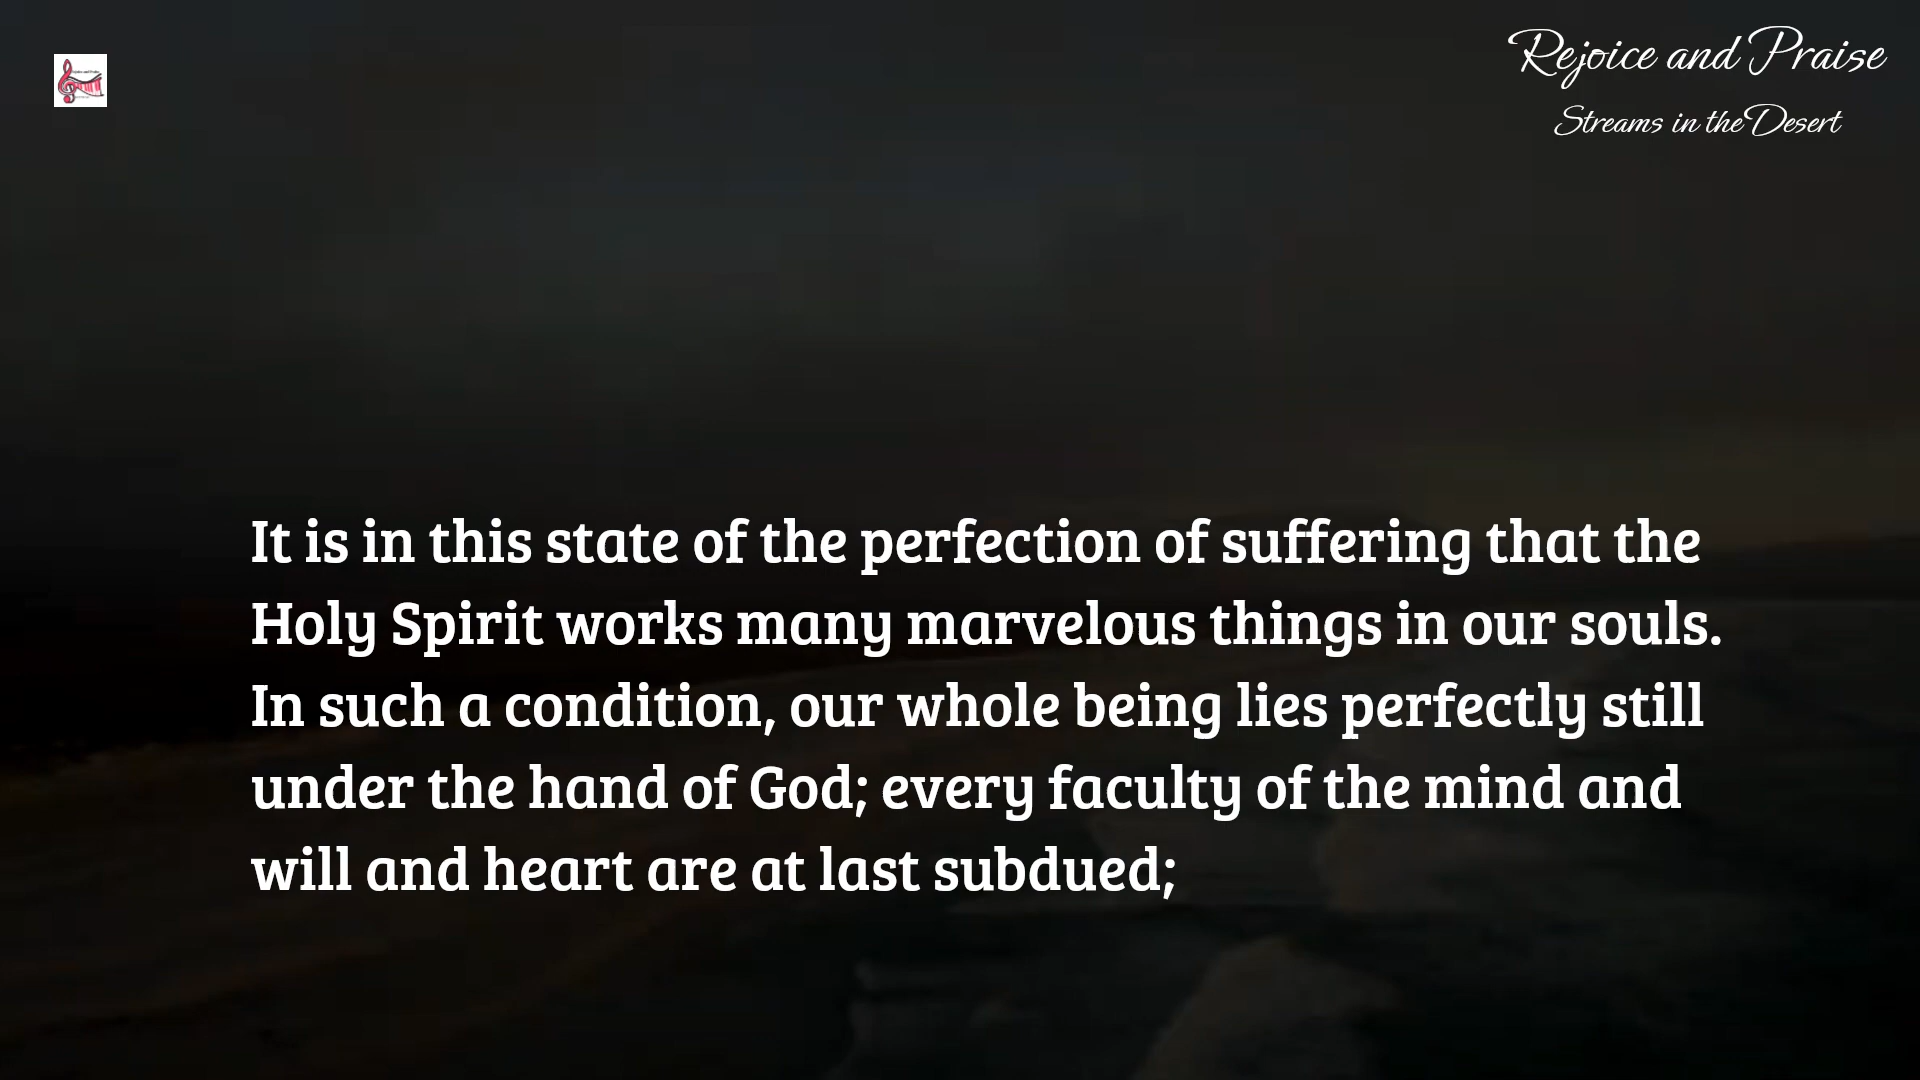 Rejoice and Praise
Streams in the Desert
It is in this state of the perfection of suffering that the
Holy Spirit works many marvelous things in our souls.
In such a condition, our whole being lies perfectly still
under the hand of God; every faculty of the mind and
will and heart are at last subdued;